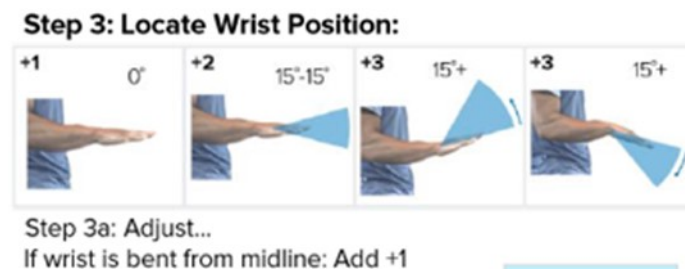 Step 3: Locate Wrist Position:
+1 0° +2 15°-15° +3 15°+ +3 15°+
Step 3a: Adjust...
If wrist is bent from midline: Add +1